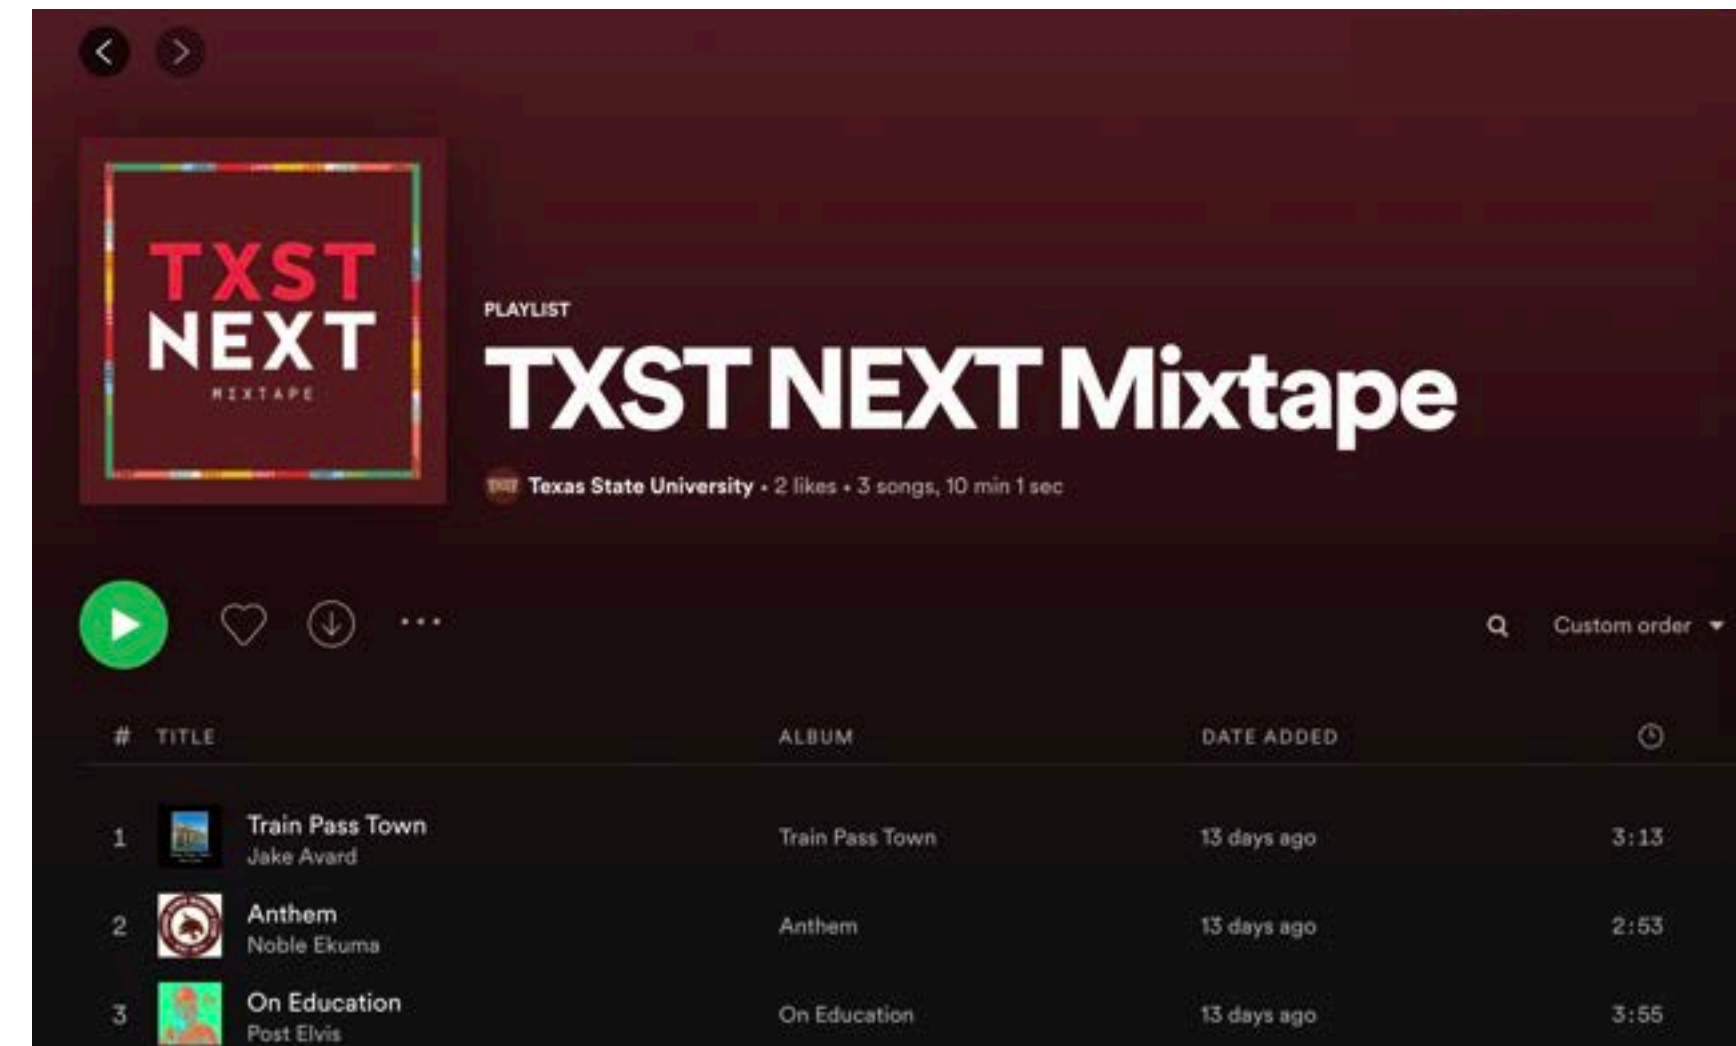 TXST
NEXT
MIXTAPE
PLAYLIST
TXST NEXT Mixtape
Texas State University • 2 likes • 3 songs, 10 min 1 sec
Custom order
# TITLE ALBUM DATE ADDED
1 Train Pass Town Train Pass Town 13 days ago 3:13
Jake Avard
2 Anthem Anthem 13 days ago 2:53
Noble Ekuma
3 On Education On Education 13 days ago 3:55
Post Elvis